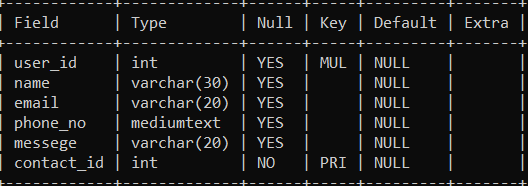 Field | Type | Null | Key | Default | Extra
user_id | int | YES | MUL | NULL |
name | varchar(30) | YES | | NULL |
email | varchar(20) | YES | | NULL |
phone_no | mediumtext | YES | | NULL |
messege | varchar(20) | YES | | NULL |
contact_id | int | NO | PRI | NULL |